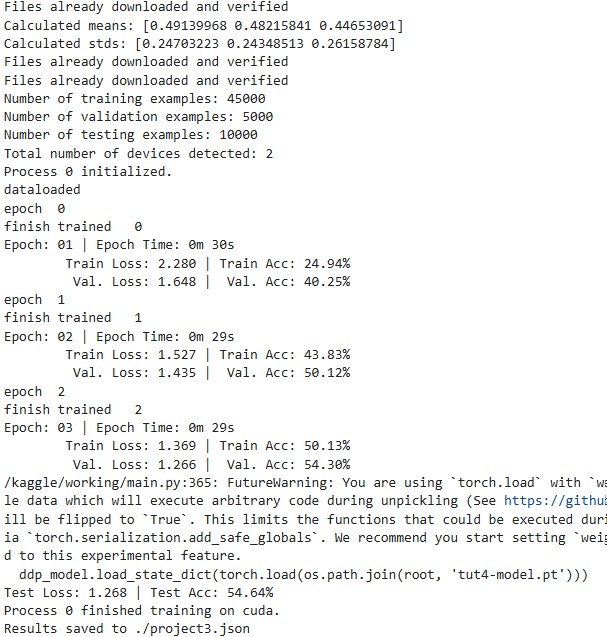 Files already downloaded and verified
Calculated means: [0.49139968 0.48215841 0.44653091]
Calculated stds: [0.24703223 0.24348513 0.26158784]
Files already downloaded and verified
Files already downloaded and verified
Number of training examples: 45000
Number of validation examples: 5000
Number of testing examples: 10000
Total number of devices detected: 2
Process 0 initialized.
dataloaded
epoch  0
finish trained   0
Epoch: 01 | Epoch Time: 0m 30s
        Train Loss: 2.280 | Train Acc: 24.94%
         Val. Loss: 1.648 |  Val. Acc: 40.25%
epoch  1
finish trained   1
Epoch: 02 | Epoch Time: 0m 29s
        Train Loss: 1.527 | Train Acc: 43.83%
         Val. Loss: 1.435 |  Val. Acc: 50.12%
epoch  2
finish trained   2
Epoch: 03 | Epoch Time: 0m 29s
        Train Loss: 1.369 | Train Acc: 50.13%
         Val. Loss: 1.266 |  Val. Acc: 54.30%
/kaggle/working/main.py:365: FutureWarning: You are using `torch.load` with `w
le data which will execute arbitrary code during unpickling (See https://githu
ill be flipped to `True`. This limits the functions that could be executed duri
ia `torch.serialization.add_safe_globals`. We recommend you start setting `weig
d to this experimental feature.
  ddp_model.load_state_dict(torch.load(os.path.join(root, 'tut4-model.pt')))
Test Loss: 1.268 | Test Acc: 54.64%
Process 0 finished training on cuda.
Results saved to ./project3.json